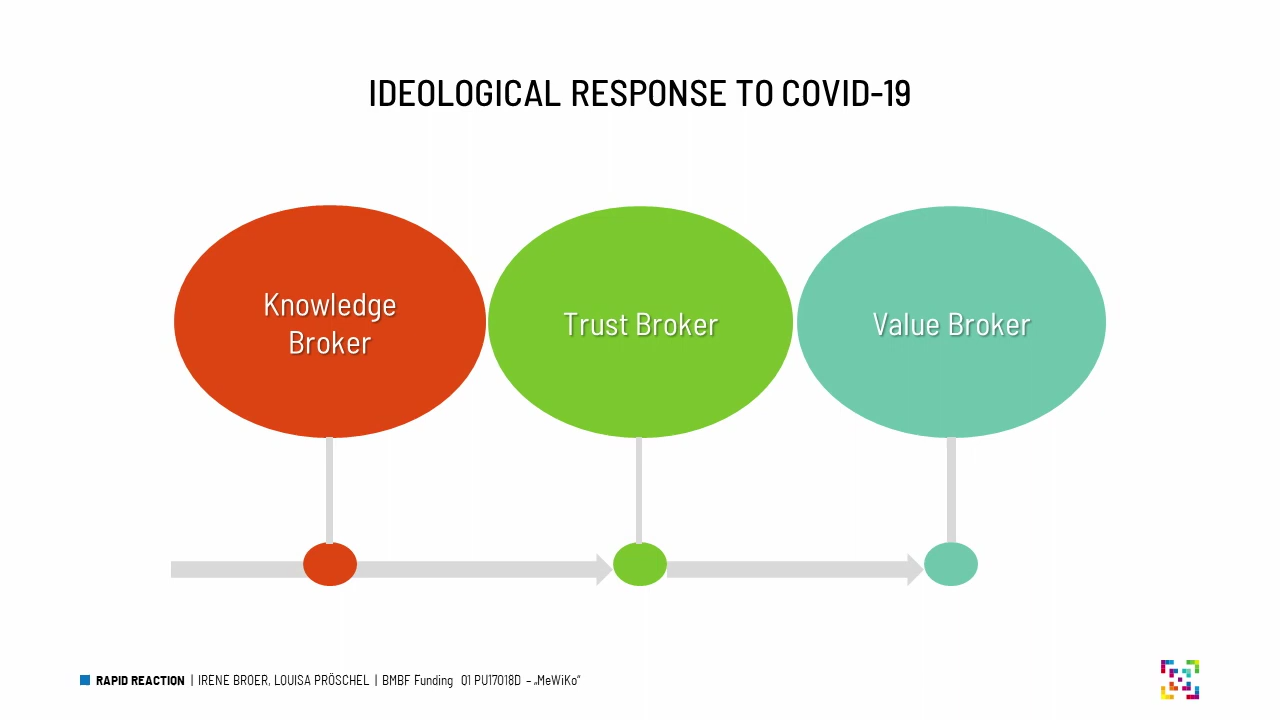 IDEOLOGICAL RESPONSE TO COVID-19
Knowledge
Broker
Trust Broker
Value Broker
RAPID REACTION | IRENE BROER, LOUISA PRÖSCHEL | BMBF Funding 01 PU17018D – „MeWiKo“